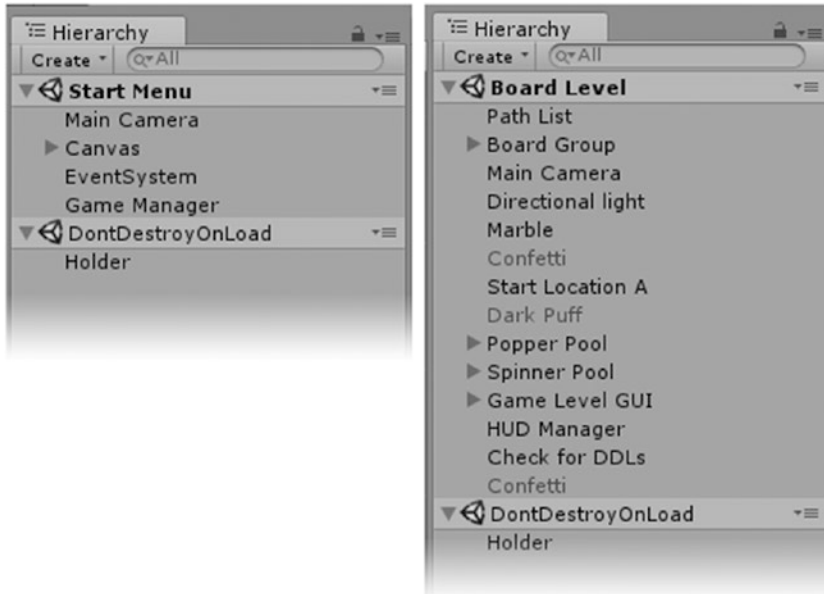 Hierarchy
Create All
Start Menu
Main Camera
Canvas
EventSystem
Game Manager
DontDestroyOnLoad
Holder
Hierarchy
Create All
Board Level
Path List
Board Group
Main Camera
Directional light
Marble
Confetti
Start Location A
Dark Puff
Popper Pool
Spinner Pool
Game Level GUI
HUD Manager
Check for DDLs
Confetti
DontDestroyOnLoad
Holder